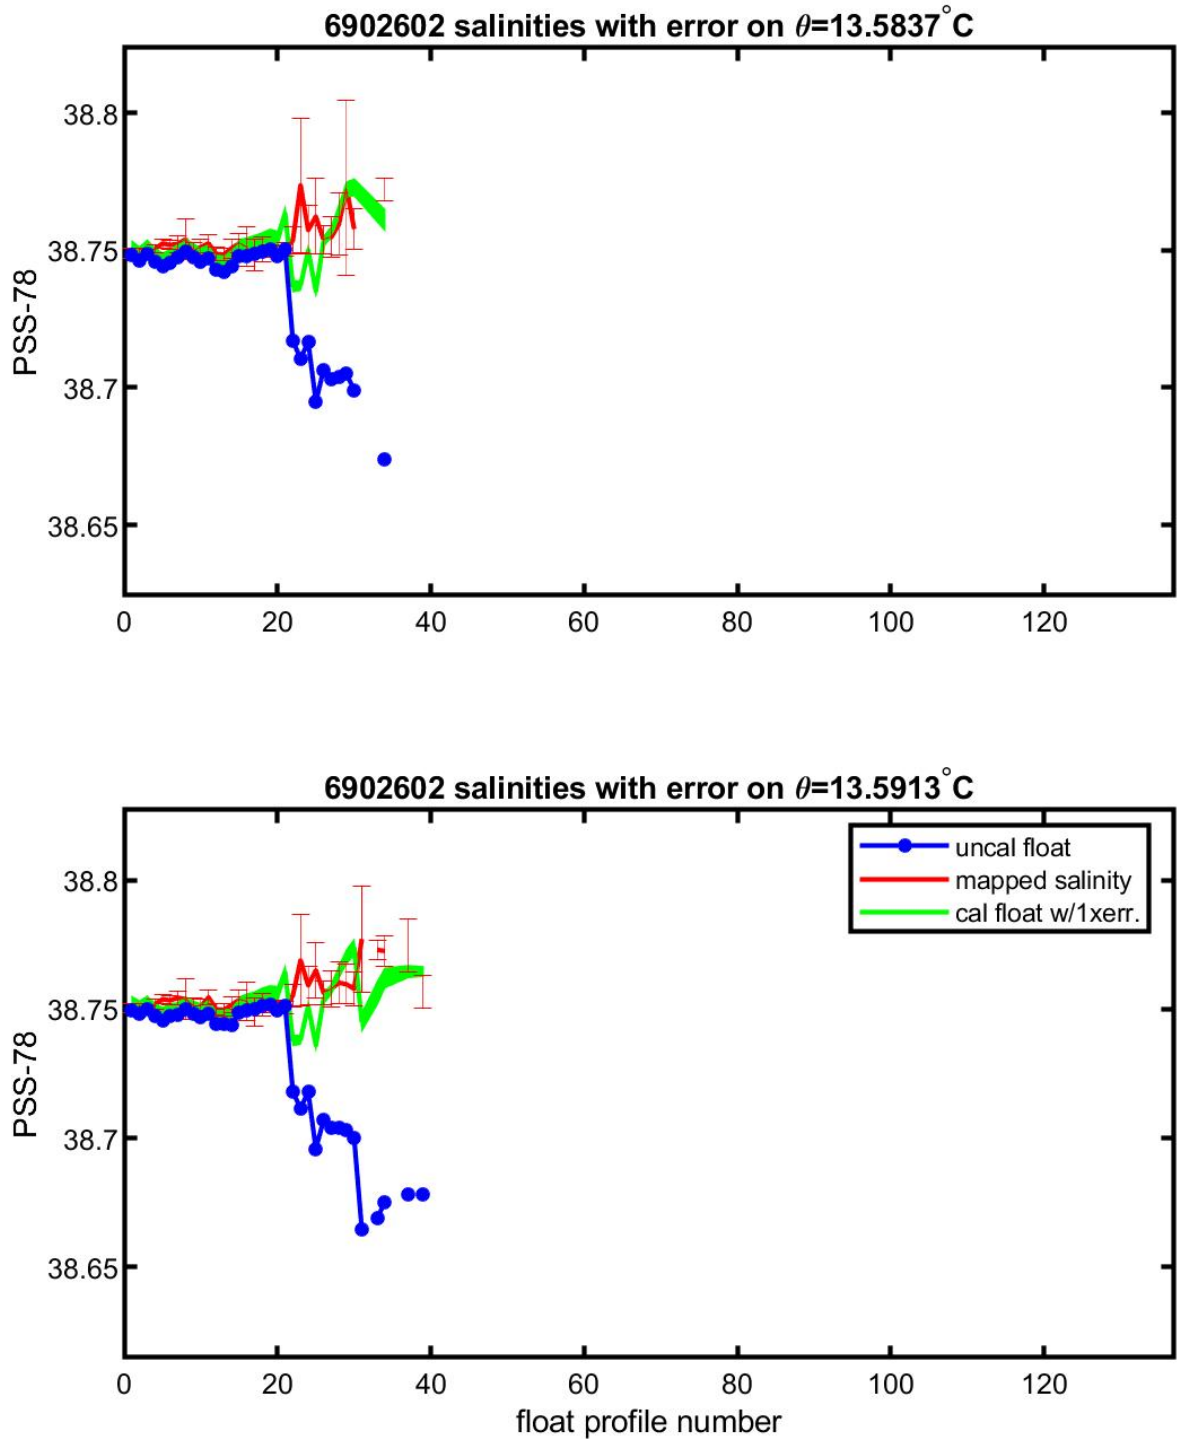 6902602 salinities with error on θ=13.5837°C
38.8
38.75
38.7
38.65
PSS-78
0 20 40 60 80 100 120
6902602 salinities with error on θ=13.5913°C
uncal float
mapped salinity
cal float w/1xerr.
38.8
38.75
38.7
38.65
PSS-78
0 20 40 60 80 100 120
float profile number